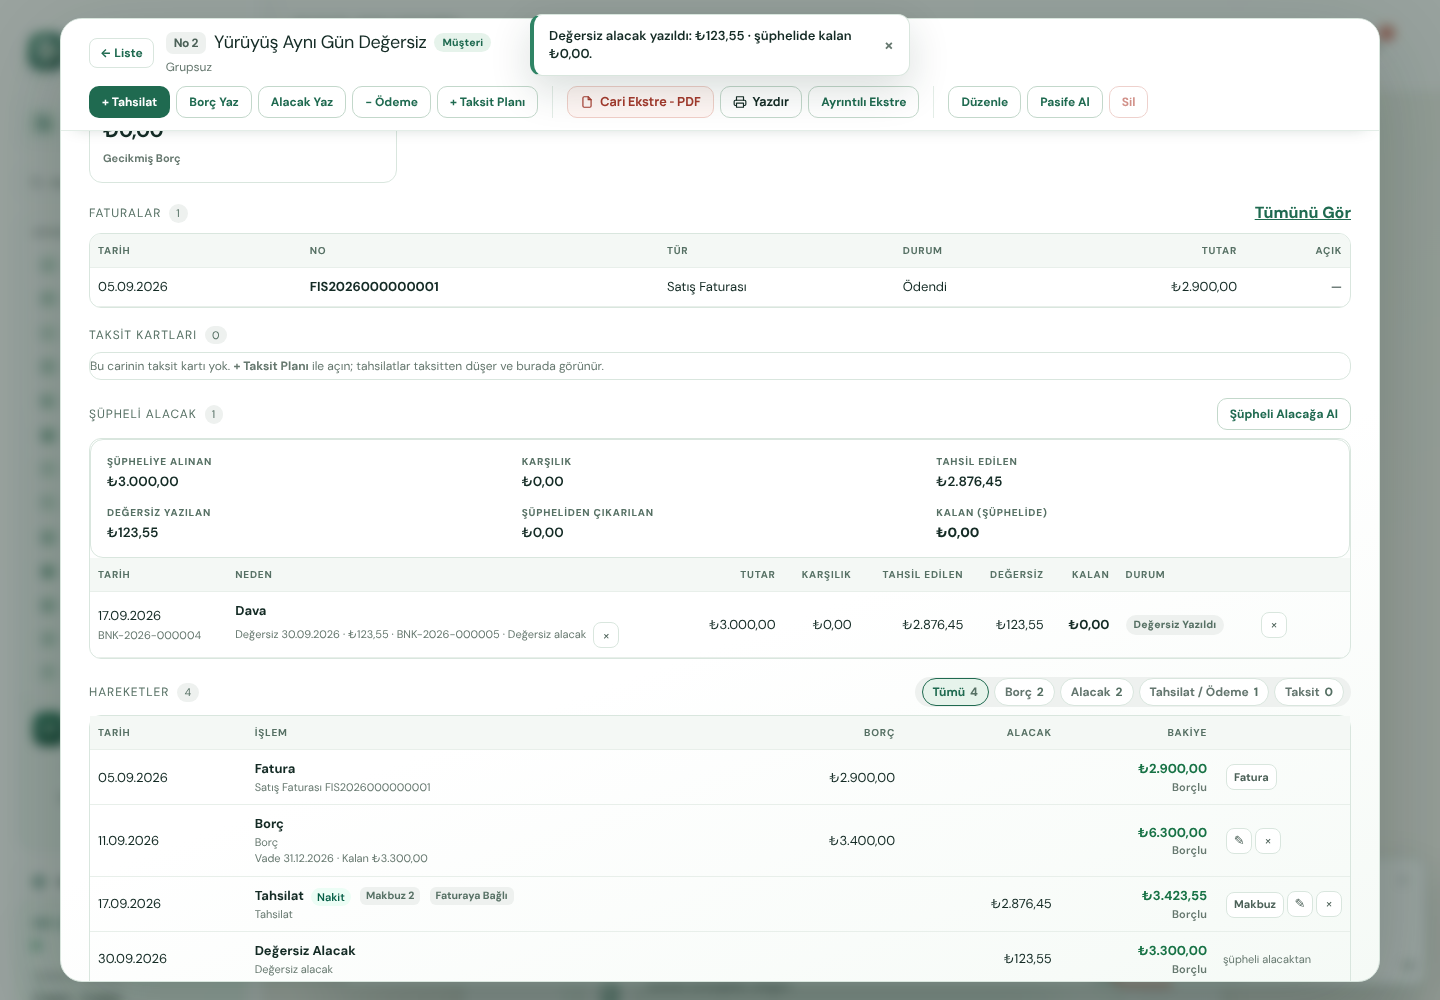 Değersiz alacak yazıldı: ₺123,55 · şüphelide kalan
₺0,00.
×
← Liste
No 2 Yürüyüş Aynı Gün Değersiz Müşteri
Grupsuz
+ Tahsilat Borç Yaz Alacak Yaz − Ödeme + Taksit Planı Cari Ekstre - PDF Yazdır Ayrıntılı Ekstre Düzenle Pasife Al Sil
₺0,00
Gecikmiş Borç
FATURALAR 1 Tümünü Gör
TARİH NO TÜR DURUM TUTAR AÇIK
05.09.2026 FIS2026000000001 Satış Faturası Ödendi ₺2.900,00 —
TAKSİT KARTLARI 0
Bu carinin taksit kartı yok. + Taksit Planı ile açın; tahsilatlar taksitten düşer ve burada görünür.
ŞÜPHELİ ALACAK 1 Şüpheli Alacağa Al
ŞÜPHELİYE ALINAN KARŞILIK TAHSİL EDİLEN
₺3.000,00 ₺0,00 ₺2.876,45
DEĞERSİZ YAZILAN ŞÜPHELİDEN ÇIKARILAN KALAN (ŞÜPHELİDE)
₺123,55 ₺0,00 ₺0,00
TARİH NEDEN TUTAR KARŞILIK TAHSİL EDİLEN DEĞERSİZ KALAN DURUM
17.09.2026 Dava ₺3.000,00 ₺0,00 ₺2.876,45 ₺123,55 ₺0,00 Değersiz Yazıldı ×
BNK-2026-000004 Değersiz 30.09.2026 · ₺123,55 · BNK-2026-000005 · Değersiz alacak ×
HAREKETLER 4 Tümü 4 Borç 2 Alacak 2 Tahsilat / Ödeme 1 Taksit 0
TARİH İŞLEM BORÇ ALACAK BAKİYE
05.09.2026 Fatura ₺2.900,00 ₺2.900,00 Fatura
Satış Faturası FIS2026000000001 Borçlu
11.09.2026 Borç ₺3.400,00 ₺6.300,00 ✎ ×
Borç Borçlu
Vade 31.12.2026 · Kalan ₺3.300,00
17.09.2026 Tahsilat Nakit Makbuz 2 Faturaya Bağlı ₺2.876,45 ₺3.423,55 Makbuz ✎ ×
Tahsilat Borçlu
30.09.2026 Değersiz Alacak ₺123,55 ₺3.300,00 şüpheli alacaktan
Değersiz alacak Borçlu